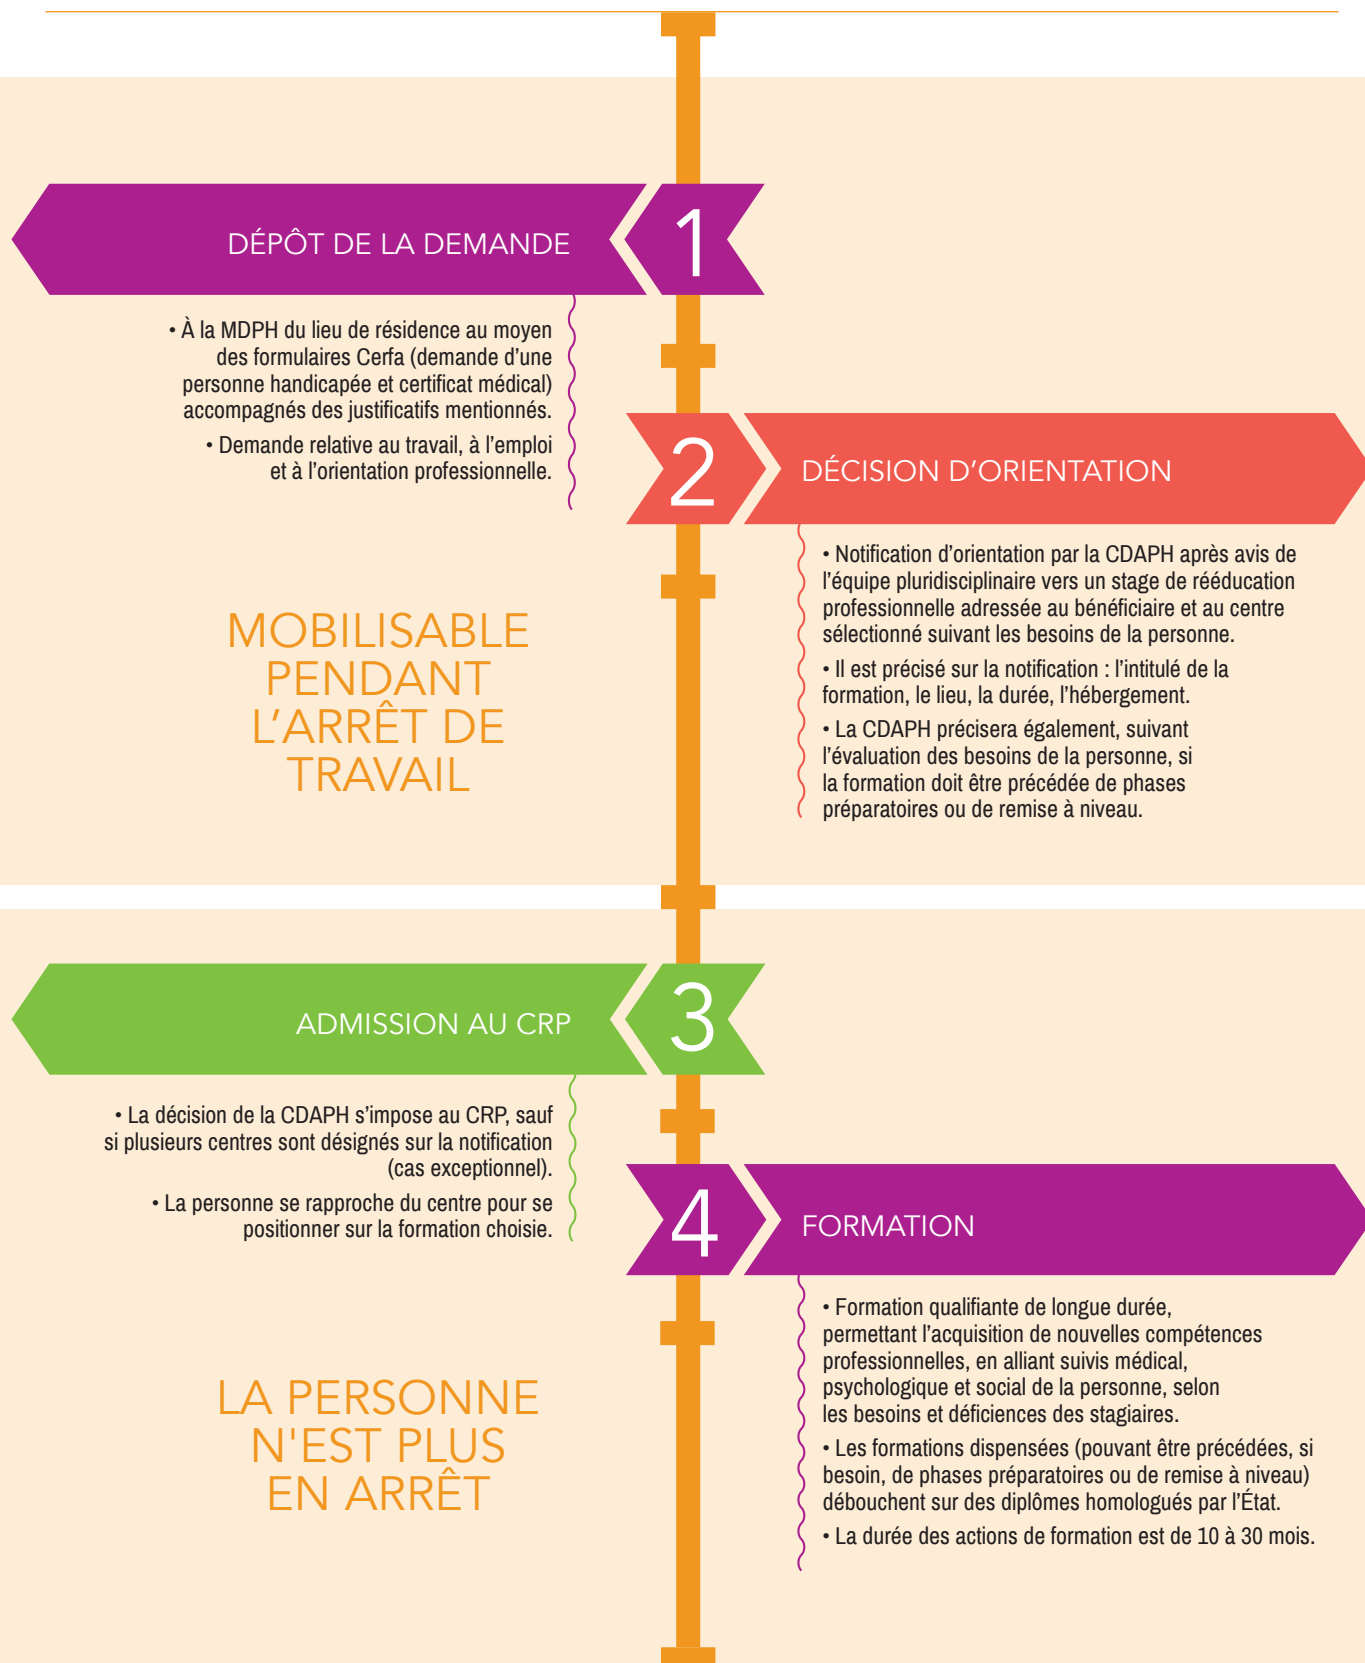 1
DÉPÔT DE LA DEMANDE
• À la MDPH du lieu de résidence au moyen
des formulaires Cerfa (demande d’une
personne handicapée et certificat médical)
accompagnés des justificatifs mentionnés.
• Demande relative au travail, à l’emploi
et à l’orientation professionnelle.
2
DÉCISION D’ORIENTATION
• Notification d’orientation par la CDAPH après avis de
l’équipe pluridisciplinaire vers un stage de rééducation
professionnelle adressée au bénéficiaire et au centre
sélectionné suivant les besoins de la personne.
• Il est précisé sur la notification : l’intitulé de la
formation, le lieu, la durée, l’hébergement.
• La CDAPH précisera également, suivant
l’évaluation des besoins de la personne, si
la formation doit être précédée de phases
préparatoires ou de remise à niveau.
MOBILISABLE
PENDANT
L’ARRÊT DE
TRAVAIL
3
ADMISSION AU CRP
• La décision de la CDAPH s’impose au CRP, sauf
si plusieurs centres sont désignés sur la notification
(cas exceptionnel).
• La personne se rapproche du centre pour se
positionner sur la formation choisie.
4
FORMATION
• Formation qualifiante de longue durée,
permettant l’acquisition de nouvelles compétences
professionnelles, en alliant suivis médical,
psychologique et social de la personne, selon
les besoins et déficiences des stagiaires.
• Les formations dispensées (pouvant être précédées, si
besoin, de phases préparatoires ou de remise à niveau)
débouchent sur des diplômes homologués par l’État.
• La durée des actions de formation est de 10 à 30 mois.
LA PERSONNE
N'EST PLUS
EN ARRÊT